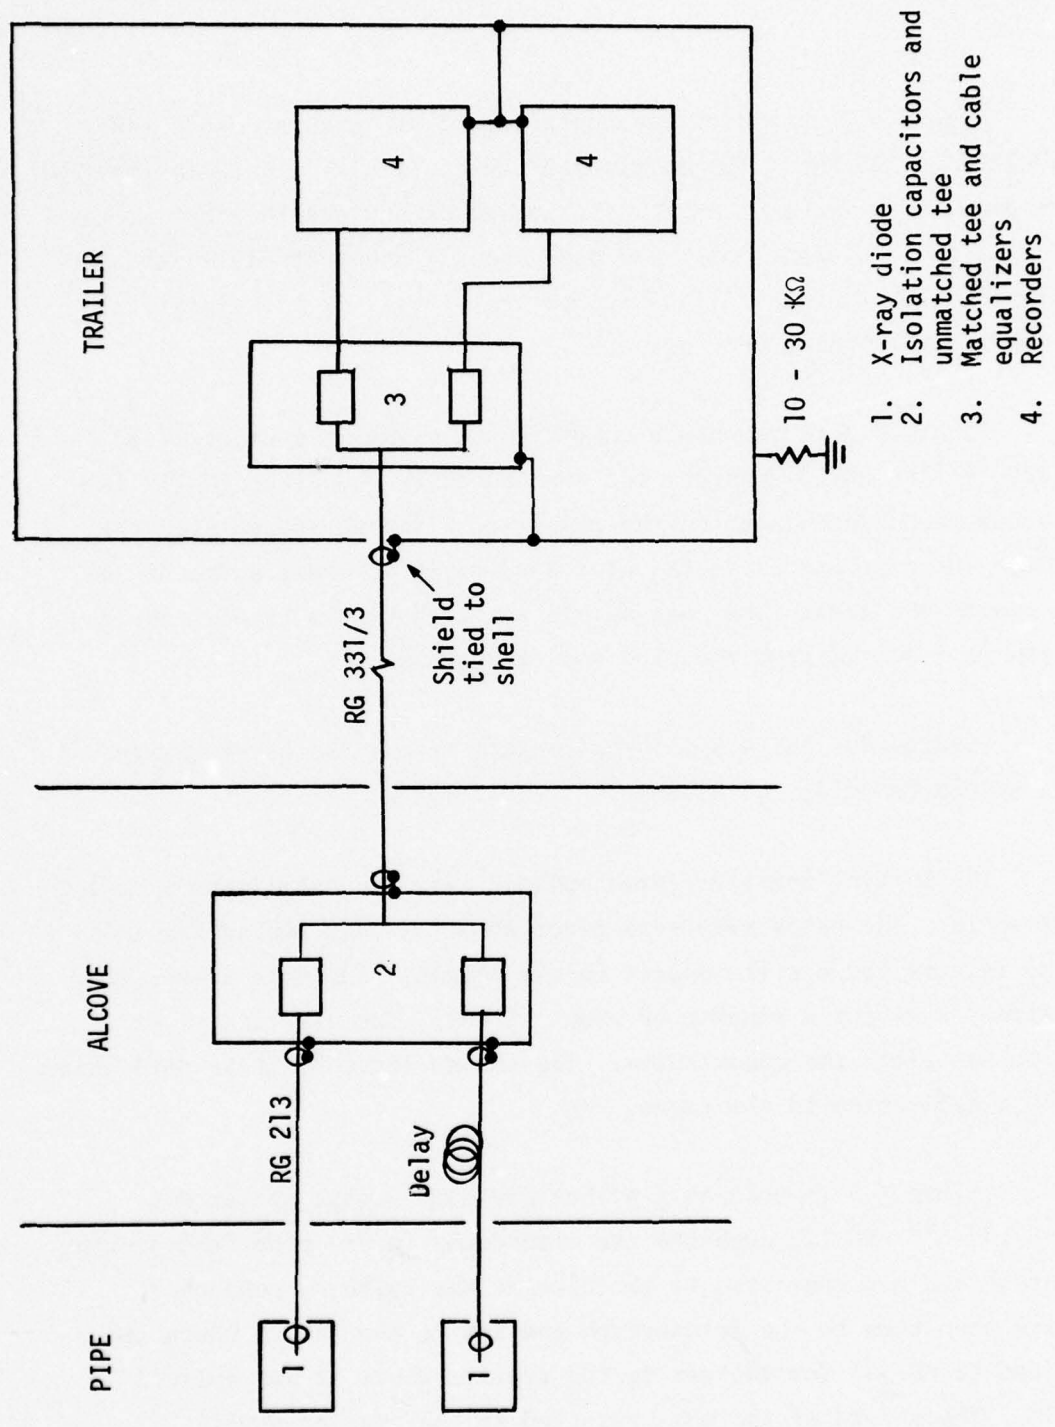 PIPE
ALCOVE
TRAILER
1
1
RG 213
Delay
2
RG 331/3
Shield
tied to
shell
3
4
4
10 - 30 KΩ
1. X-ray diode
2. Isolation capacitors and
unmatched tee
3. Matched tee and cable
equalizers
4. Recorders